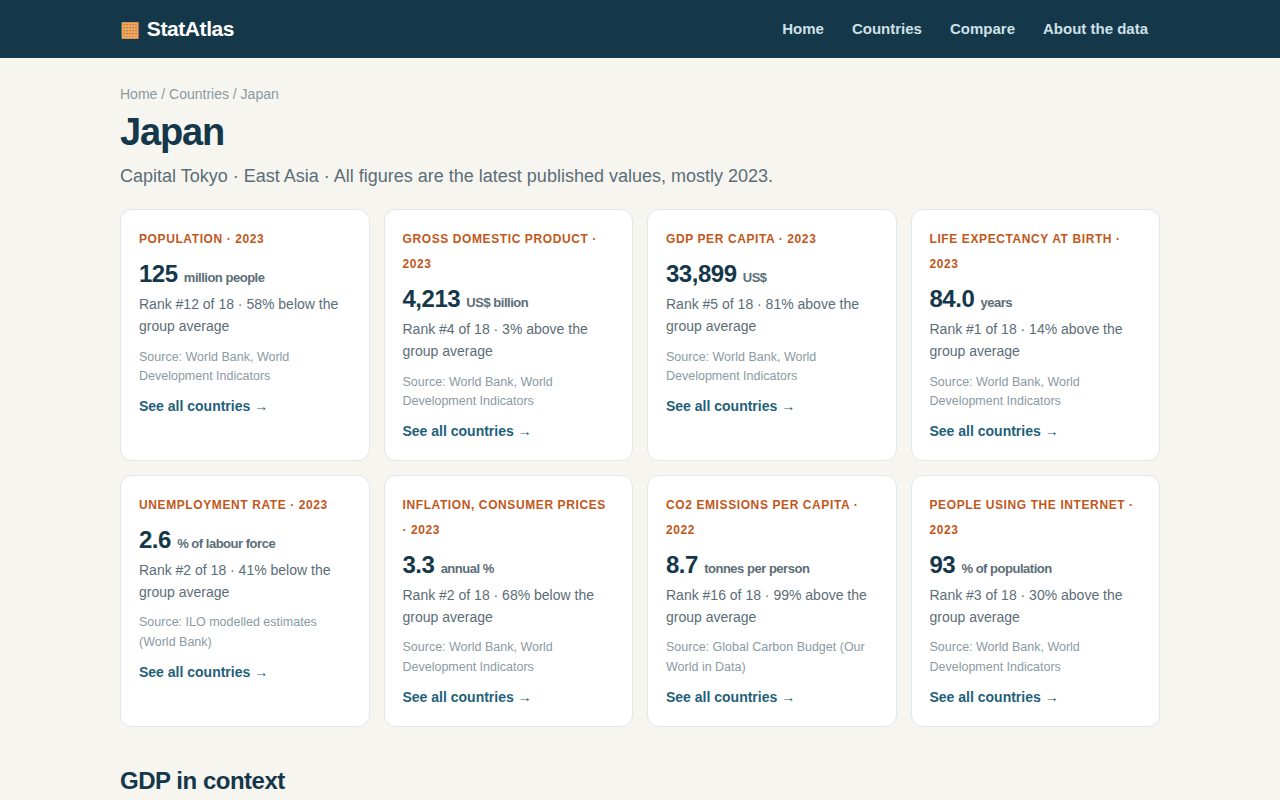 StatAtlas
Home Countries Compare About the data
Home / Countries / Japan
Japan
Capital Tokyo · East Asia · All figures are the latest published values, mostly 2023.
POPULATION · 2023
125 million people
Rank #12 of 18 · 58% below the
group average
Source: World Bank, World
Development Indicators
See all countries →
GROSS DOMESTIC PRODUCT ·
2023
4,213 US$ billion
Rank #4 of 18 · 3% above the
group average
Source: World Bank, World
Development Indicators
See all countries →
GDP PER CAPITA · 2023
33,899 US$
Rank #5 of 18 · 81% above the
group average
Source: World Bank, World
Development Indicators
See all countries →
LIFE EXPECTANCY AT BIRTH ·
2023
84.0 years
Rank #1 of 18 · 14% above the
group average
Source: World Bank, World
Development Indicators
See all countries →
UNEMPLOYMENT RATE · 2023
2.6 % of labour force
Rank #2 of 18 · 41% below the
group average
Source: ILO modelled estimates
(World Bank)
See all countries →
INFLATION, CONSUMER PRICES
· 2023
3.3 annual %
Rank #2 of 18 · 68% below the
group average
Source: World Bank, World
Development Indicators
See all countries →
CO2 EMISSIONS PER CAPITA ·
2022
8.7 tonnes per person
Rank #16 of 18 · 99% above the
group average
Source: Global Carbon Budget (Our
World in Data)
See all countries →
PEOPLE USING THE INTERNET ·
2023
93 % of population
Rank #3 of 18 · 30% above the
group average
Source: World Bank, World
Development Indicators
See all countries →
GDP in context